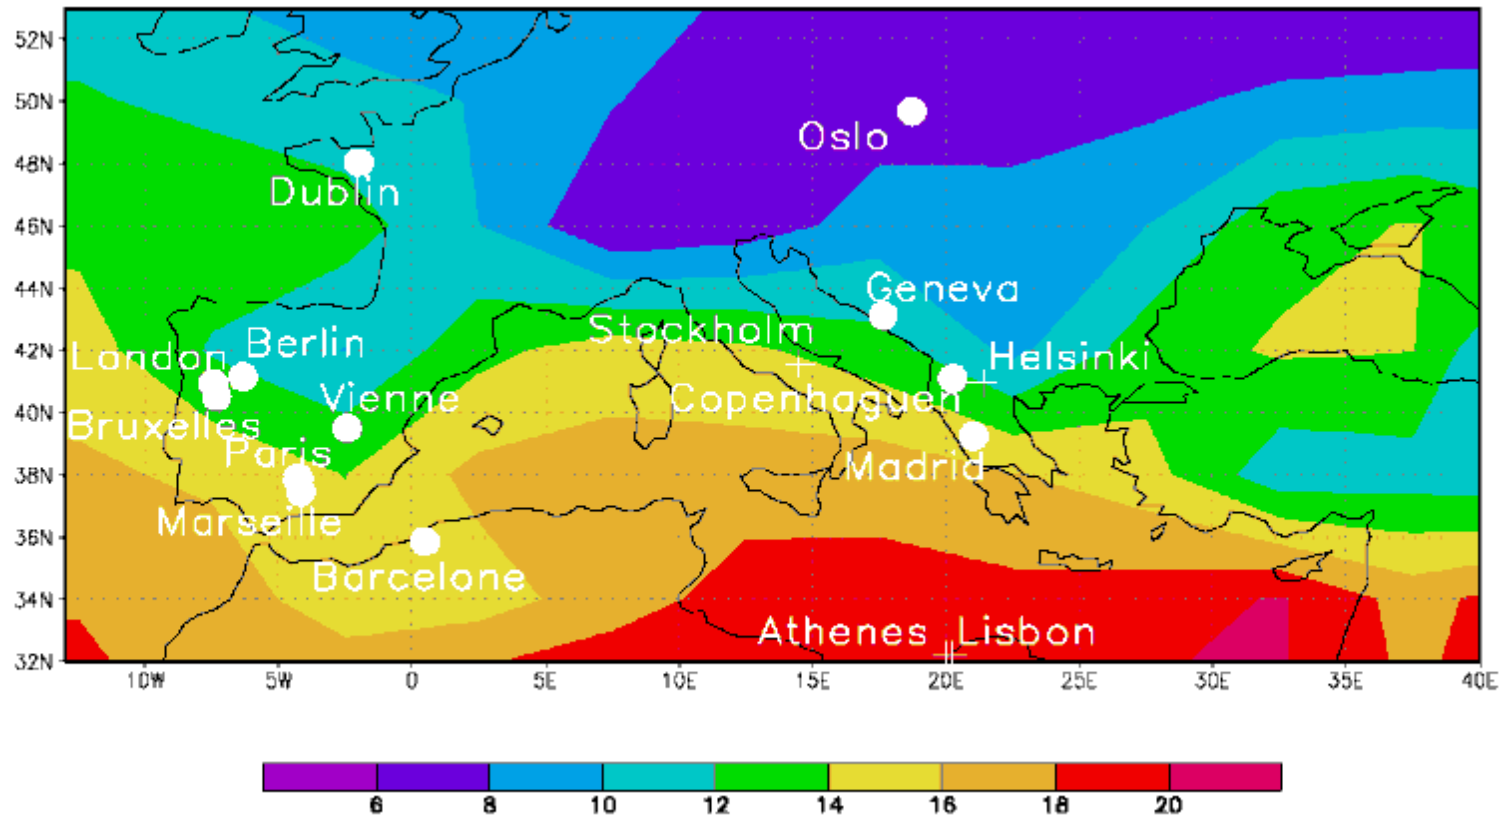 52N
50N
Oslo
48N
Dublin
46N
44N
Geneva
Stockholm
42N
London
Berlin
Helsinki
40N
Vienne
Copenhaguen
Bruxelles
Paris
38N
Madrid
Marseille
36N
Barcelone
34N
Athenes
Lisbon
32N
10W 5W 0 5E 10E 15E 20E 25E 30E 35E 40E
6 8 10 12 14 16 18 20